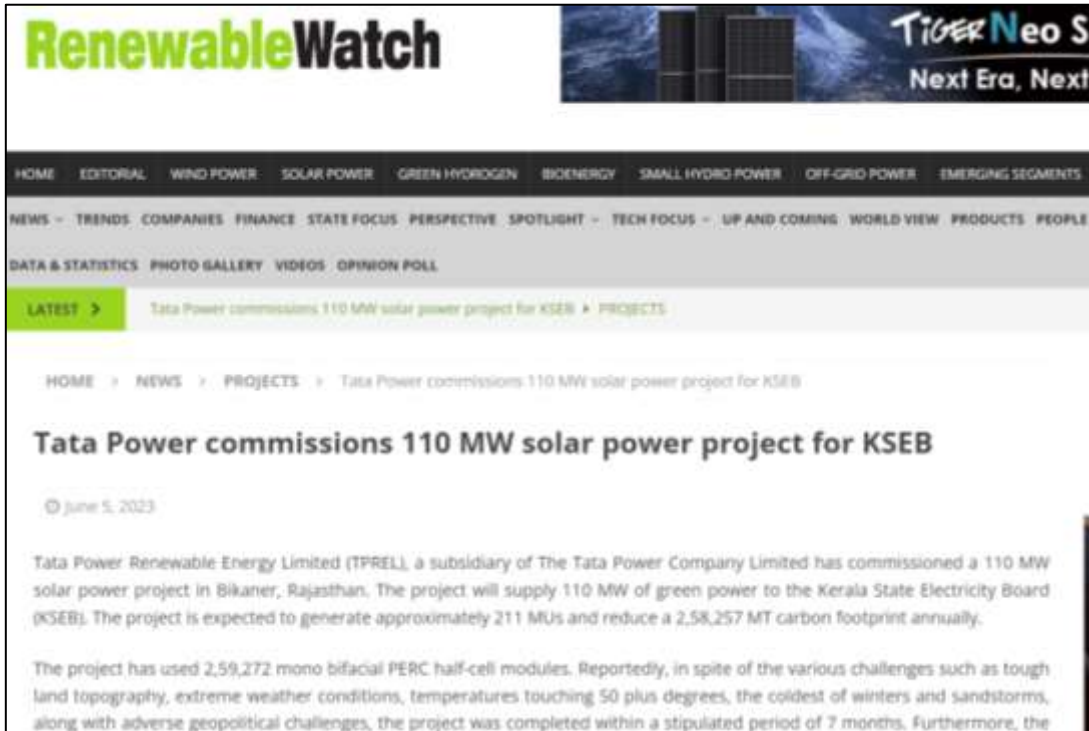 RenewableWatch
TiGER Neo S
Next Era, Next
HOME EDITORIAL WIND POWER SOLAR POWER GREEN HYDROGEN BIOENERGY SMALL HYDRO POWER OFF-GRID POWER EMERGING SEGMENTS
NEWS TRENDS COMPANIES FINANCE STATE FOCUS PERSPECTIVE SPOTLIGHT TECH FOCUS UP AND COMING WORLD VIEW PRODUCTS PEOPLE
DATA & STATISTICS PHOTO GALLERY VIDEOS OPINION POLL
LATEST > Tata Power commissions 110 MW solar power project for KSEB ▸ PROJECTS
HOME > NEWS > PROJECTS > Tata Power commissions 110 MW solar power project for KSEB
Tata Power commissions 110 MW solar power project for KSEB
June 5, 2023
Tata Power Renewable Energy Limited (TPREL), a subsidiary of The Tata Power Company Limited has commissioned a 110 MW
solar power project in Bikaner, Rajasthan. The project will supply 110 MW of green power to the Kerala State Electricity Board
(KSEB). The project is expected to generate approximately 211 MUs and reduce a 2,58,257 MT carbon footprint annually.
The project has used 2,59,272 mono bifacial PERC half-cell modules. Reportedly, in spite of the various challenges such as tough
land topography, extreme weather conditions, temperatures touching 50 plus degrees, the coldest of winters and sandstorms,
along with adverse geopolitical challenges, the project was completed within a stipulated period of 7 months. Furthermore, the